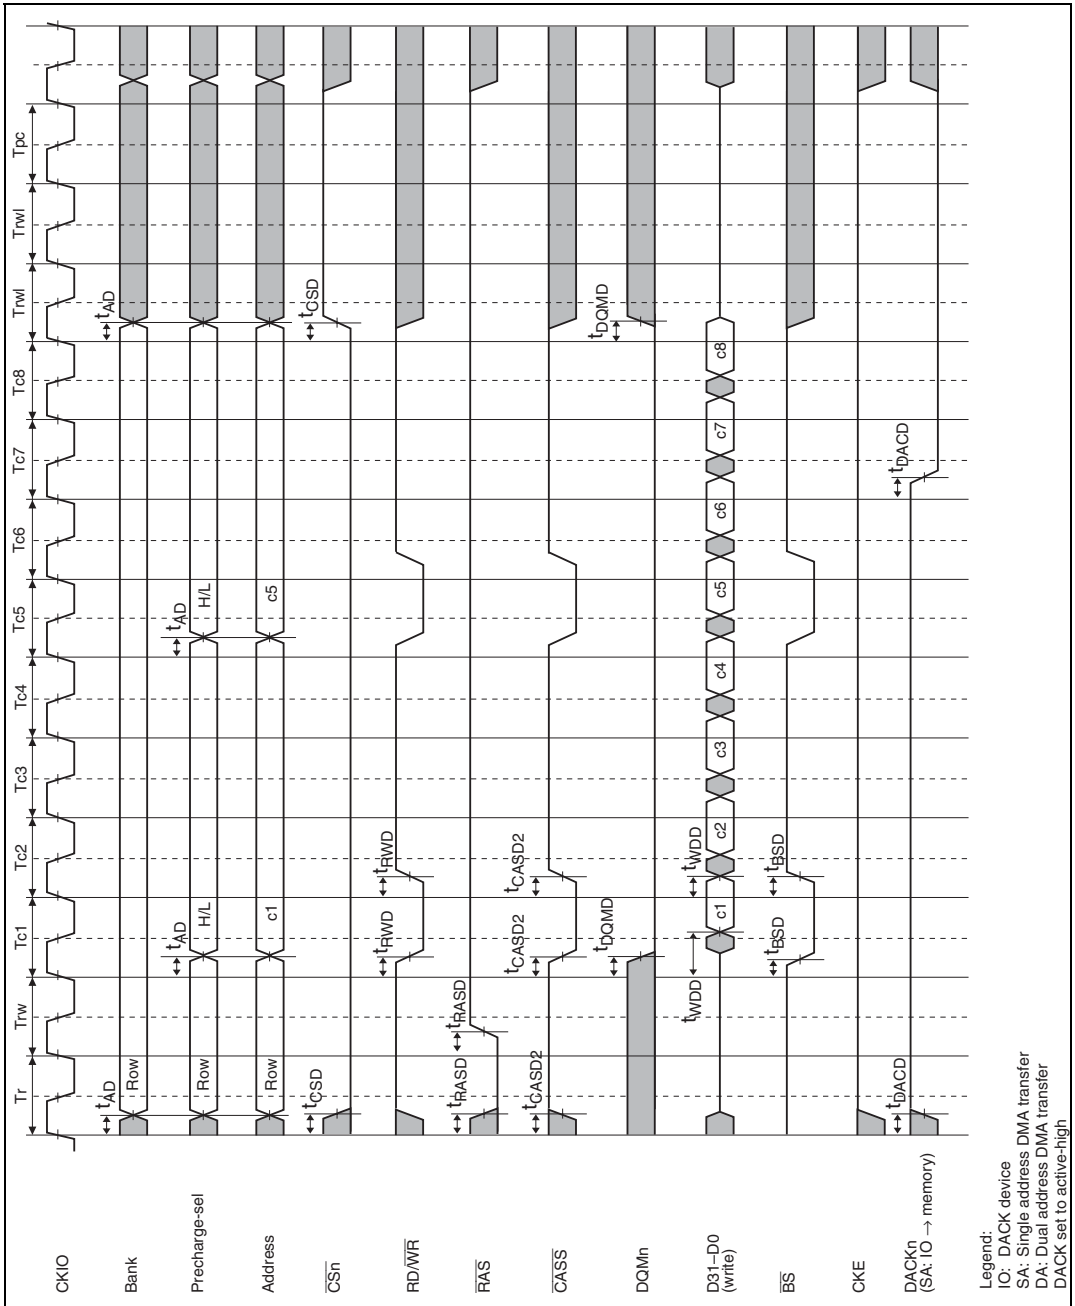 Tr
Trw
Tc1
Tc2
Tc3
Tc4
Tc5
Tc6
Tc7
Tc8
Trwl
Trwl
Tpc
CKIO
Bank
tAD
Row
tAD
Precharge-sel
Row
tAD
H/L
tAD
H/L
Address
Row
c1
c5
CSn
tCSD
tCSD
RD/WR
tRWD
tRWD
RAS
tRASD
tRASD
CASS
tCASD2
tCASD2
tCASD2
DQMn
tDQMD
tDQMD
D31–D0
(write)
tWDD
tWDD
c1
c2
c3
c4
c5
c6
c7
c8
BS
tBSD
tBSD
CKE
DACKn
(SA: IO → memory)
tDACD
tDACD
Legend:
IO: DACK device
SA: Single address DMA transfer
DA: Dual address DMA transfer
DACK set to active-high